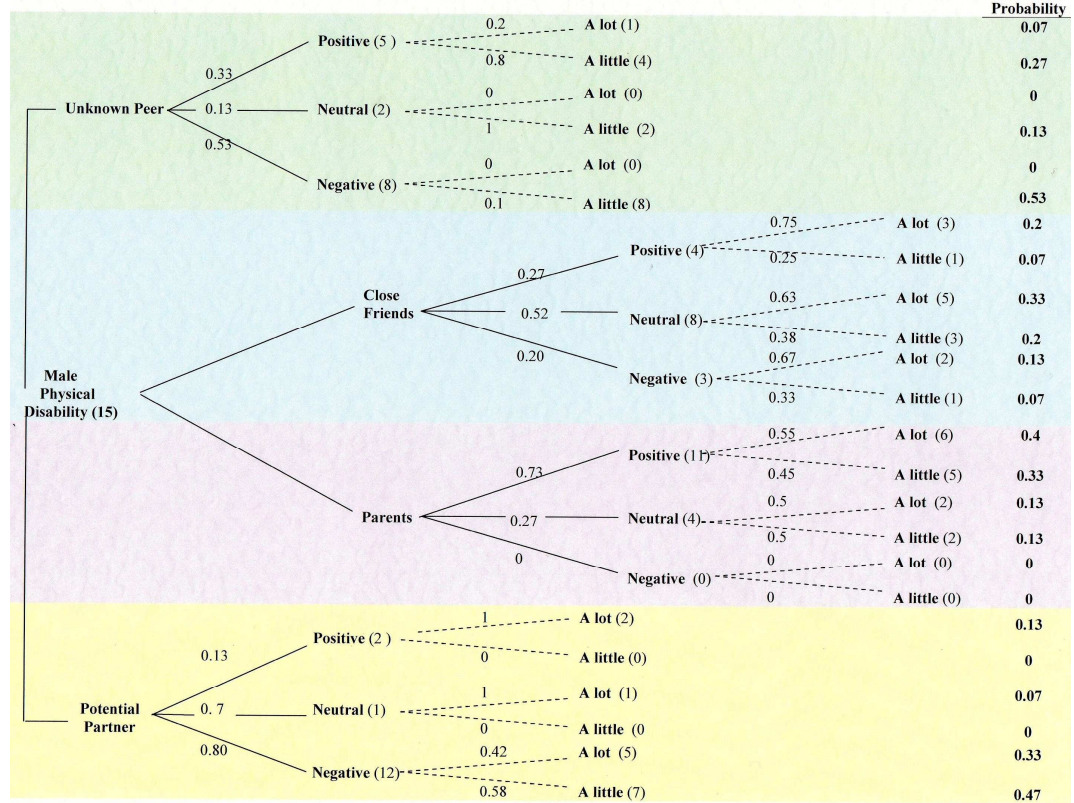 Probability
0.2 A lot (1) 0.07
Positive (5 )
0.8 A little (4) 0.27
0.33
0 A lot (0) 0
Unknown Peer 0.13 Neutral (2)
1 A little (2) 0.13
0.53
0 A lot (0) 0
Negative (8)
0.1 A little (8) 0.53
0.75 A lot (3) 0.2
Positive (4)
0.25 A little (1) 0.07
0.27
Close
Friends
0.63 A lot (5) 0.33
0.52 Neutral (8)
0.38 A little (3) 0.2
0.20
0.67 A lot (2) 0.13
Negative (3)
0.33 A little (1) 0.07
Male
Physical
Disability (15)
0.55 A lot (6) 0.4
Positive (11)
0.45 A little (5) 0.33
0.73
0.5 A lot (2) 0.13
Parents 0.27 Neutral (4)
0.5 A little (2) 0.13
0
0 A lot (0) 0
Negative (0)
0 A little (0) 0
1 A lot (2) 0.13
Positive (2 )
0 A little (0) 0
0.13
1 A lot (1) 0.07
Potential
Partner
0. 7 Neutral (1)
0 A little (0 0
0.80
0.42 A lot (5) 0.33
Negative (12)
0.58 A little (7) 0.47